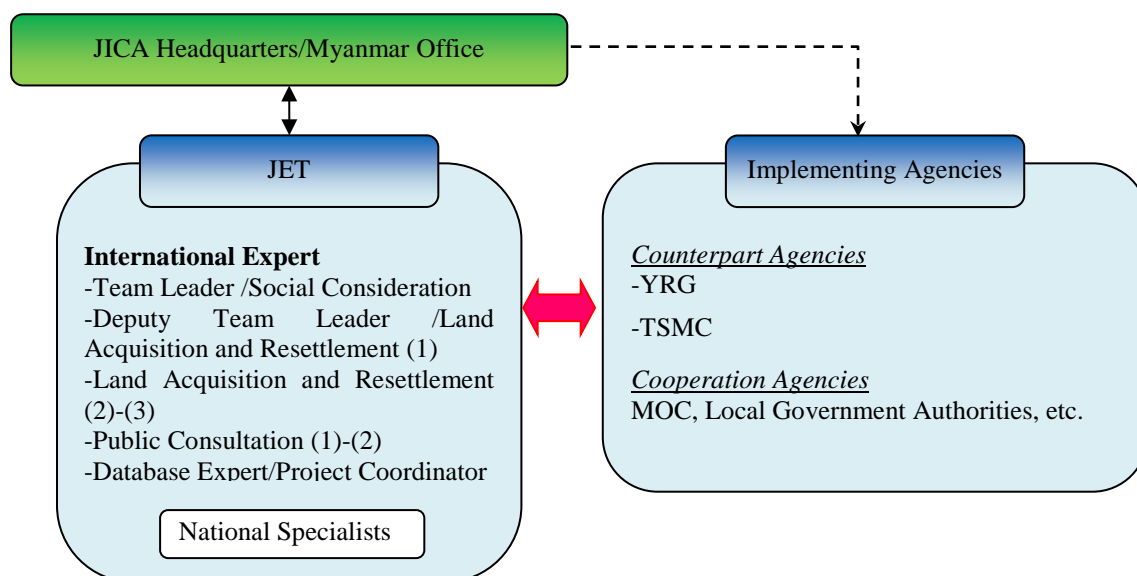 JICA Headquarters/Myanmar Office
JET
International Expert
-Team Leader /Social Consideration
-Deputy Team Leader /Land
Acquisition and Resettlement (1)
-Land Acquisition and Resettlement
(2)-(3)
-Public Consultation (1)-(2)
-Database Expert/Project Coordinator
National Specialists
Implementing Agencies
Counterpart Agencies
-YRG
-TSMC
Cooperation Agencies
MOC, Local Government Authorities, etc.